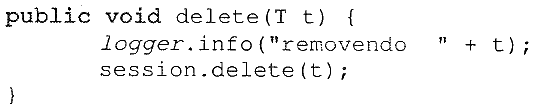 public void delete(T t) {
        logger.info("removendo  " + t);
        session.delete(t);
}